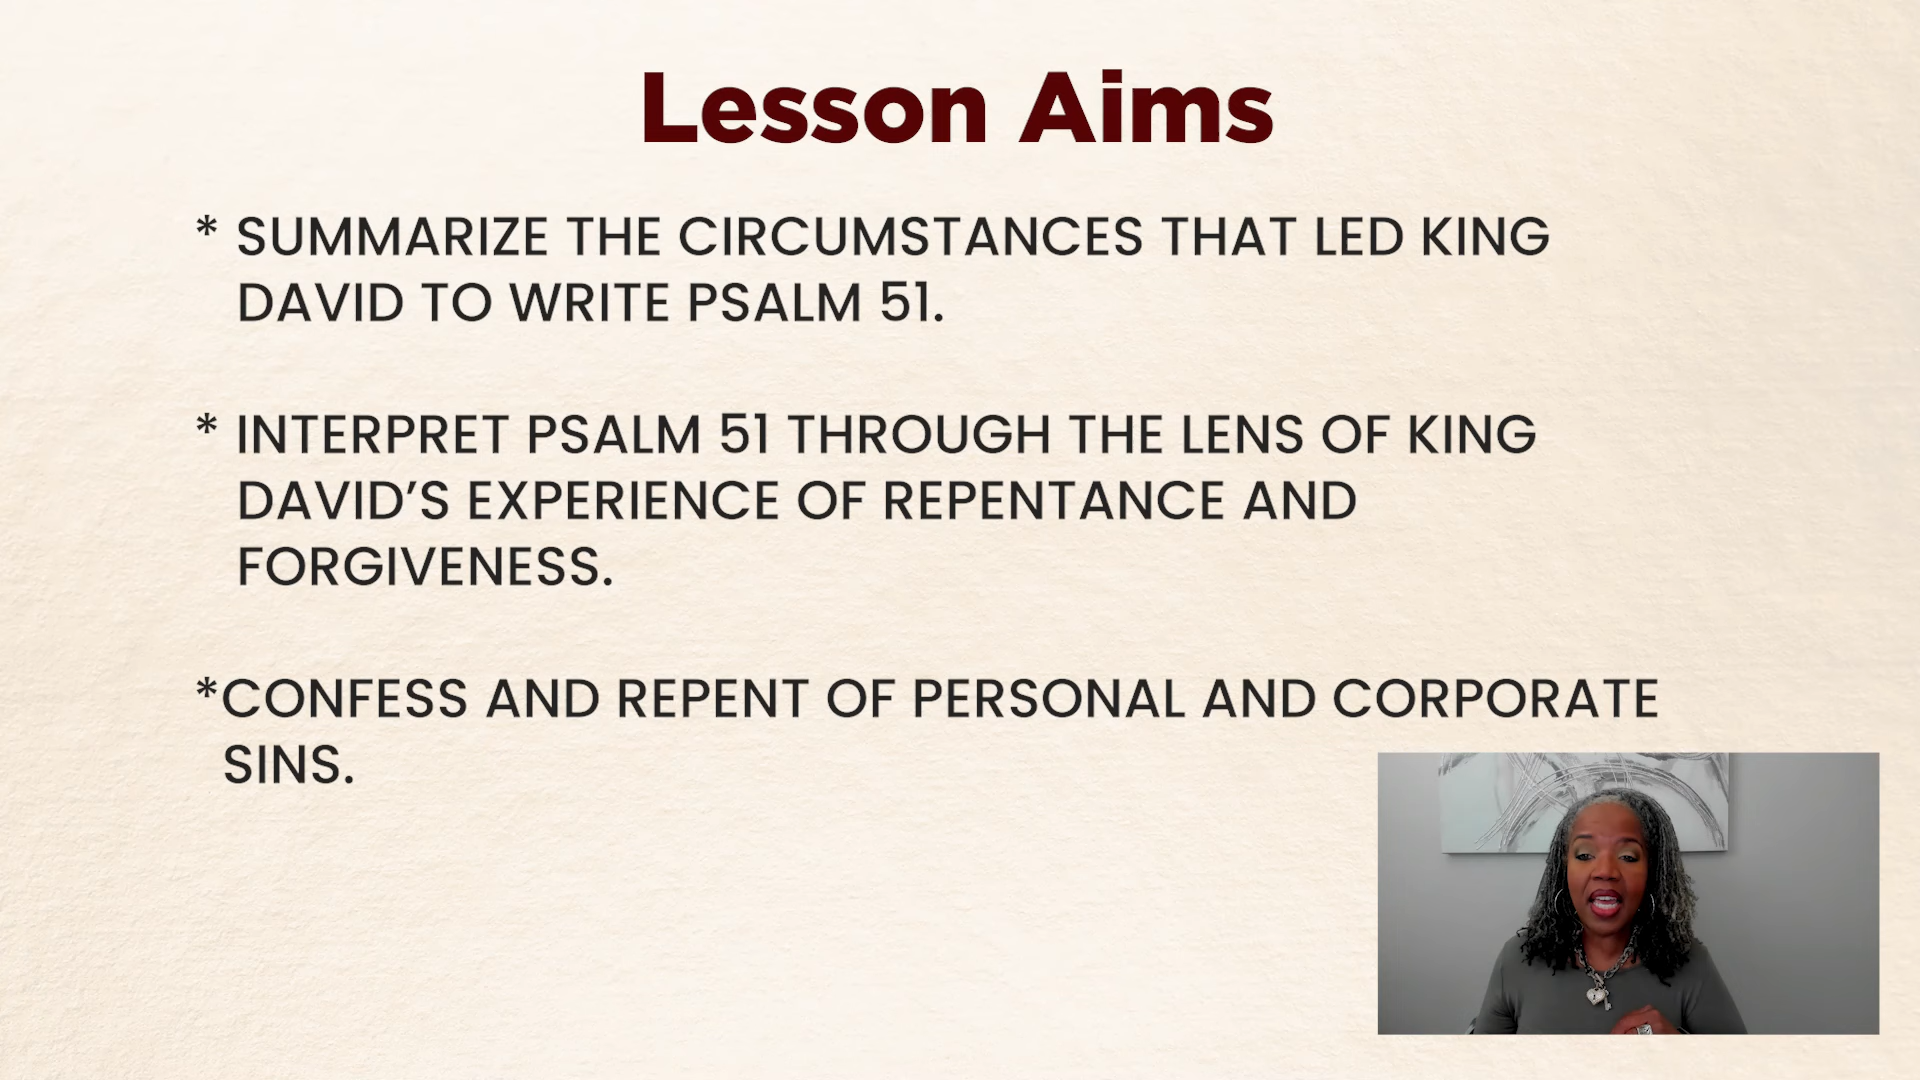 Lesson Aims
* SUMMARIZE THE CIRCUMSTANCES THAT LED KING
DAVID TO WRITE PSALM 51.
* INTERPRET PSALM 51 THROUGH THE LENS OF KING
DAVID’S EXPERIENCE OF REPENTANCE AND
FORGIVENESS.
*CONFESS AND REPENT OF PERSONAL AND CORPORATE
SINS.